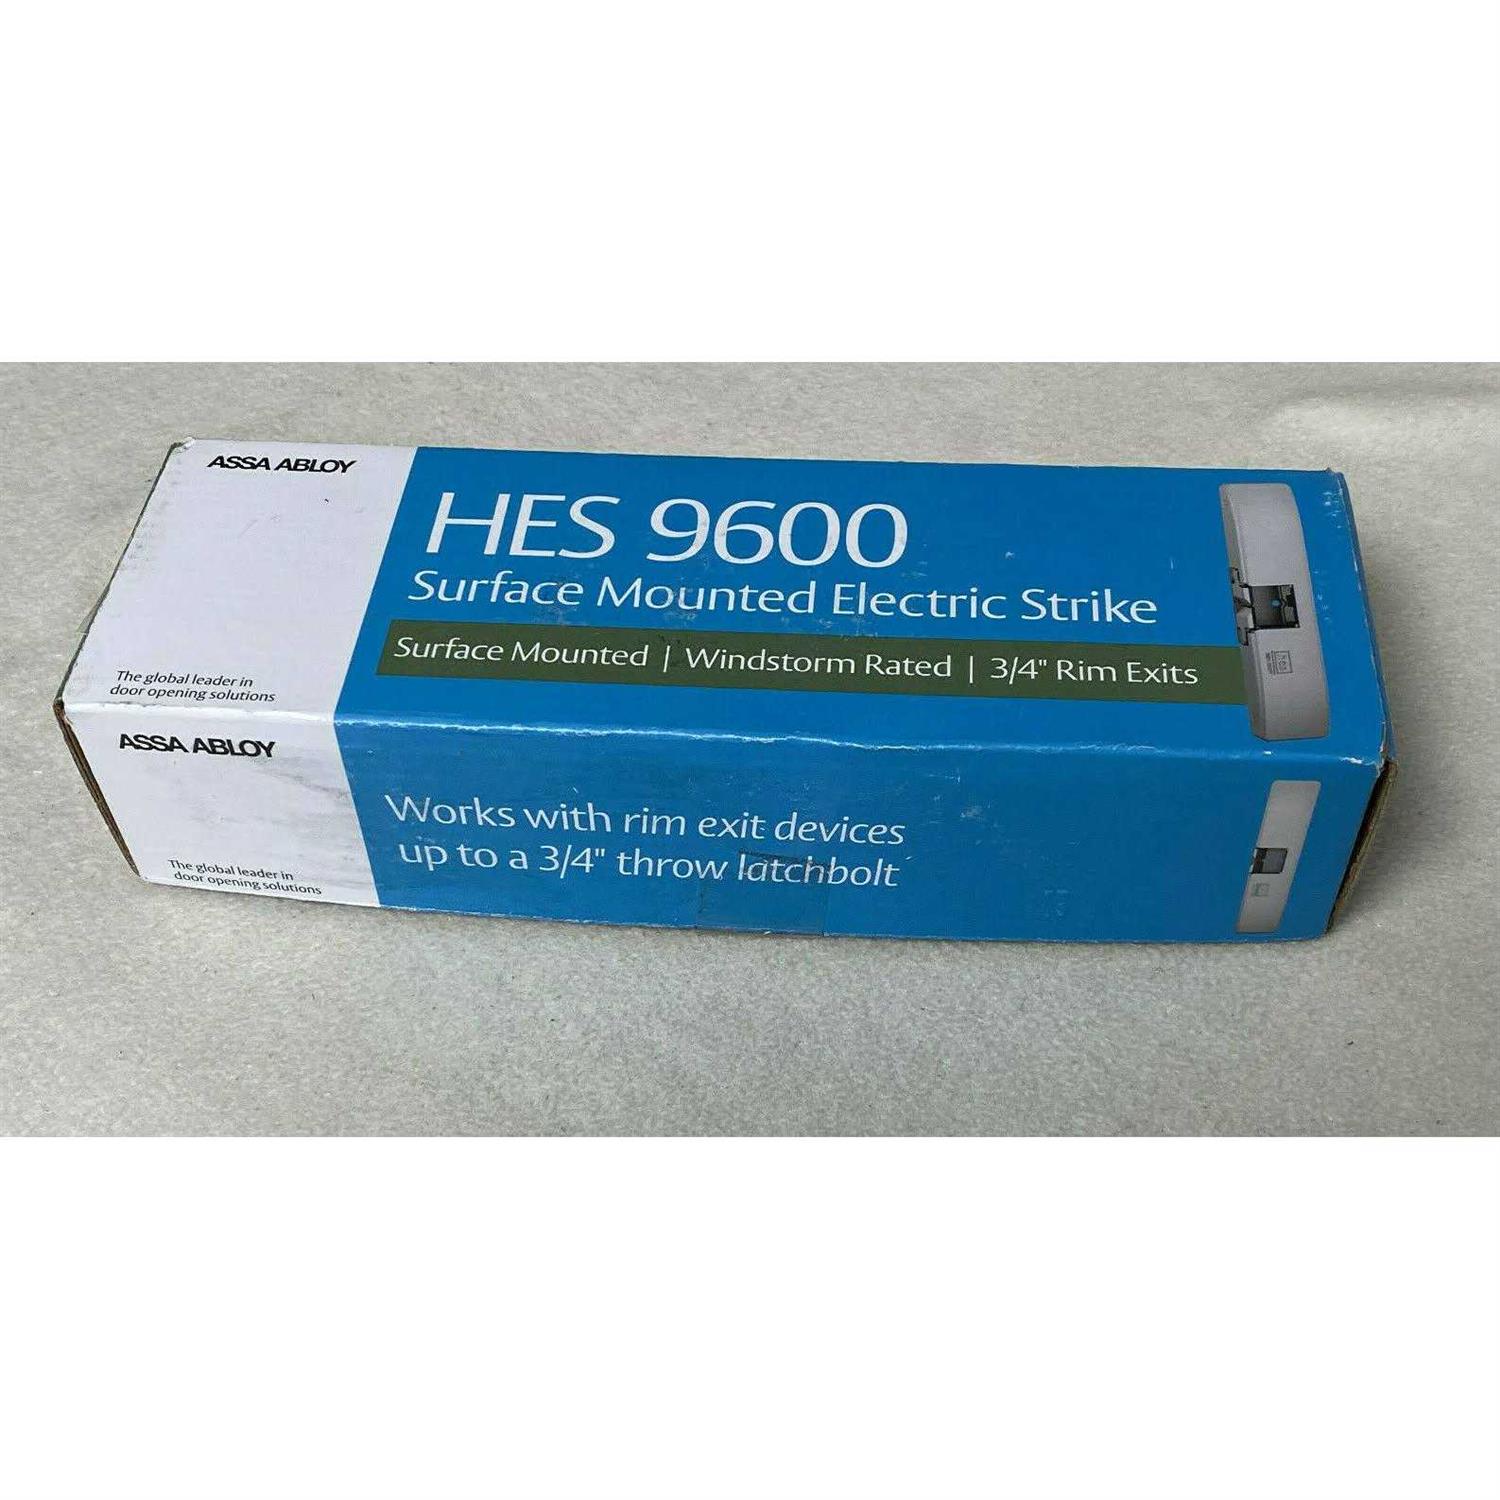 ASSA ABLOY
HES 9600
Surface Mounted Electric Strike
Surface Mounted | Windstorm Rated | 3/4" Rim Exits
The global leader in
door opening solutions
ASSA ABLOY
Works with rim exit devices
up to a 3/4" throw latchbolt
The global leader in
door opening solutions